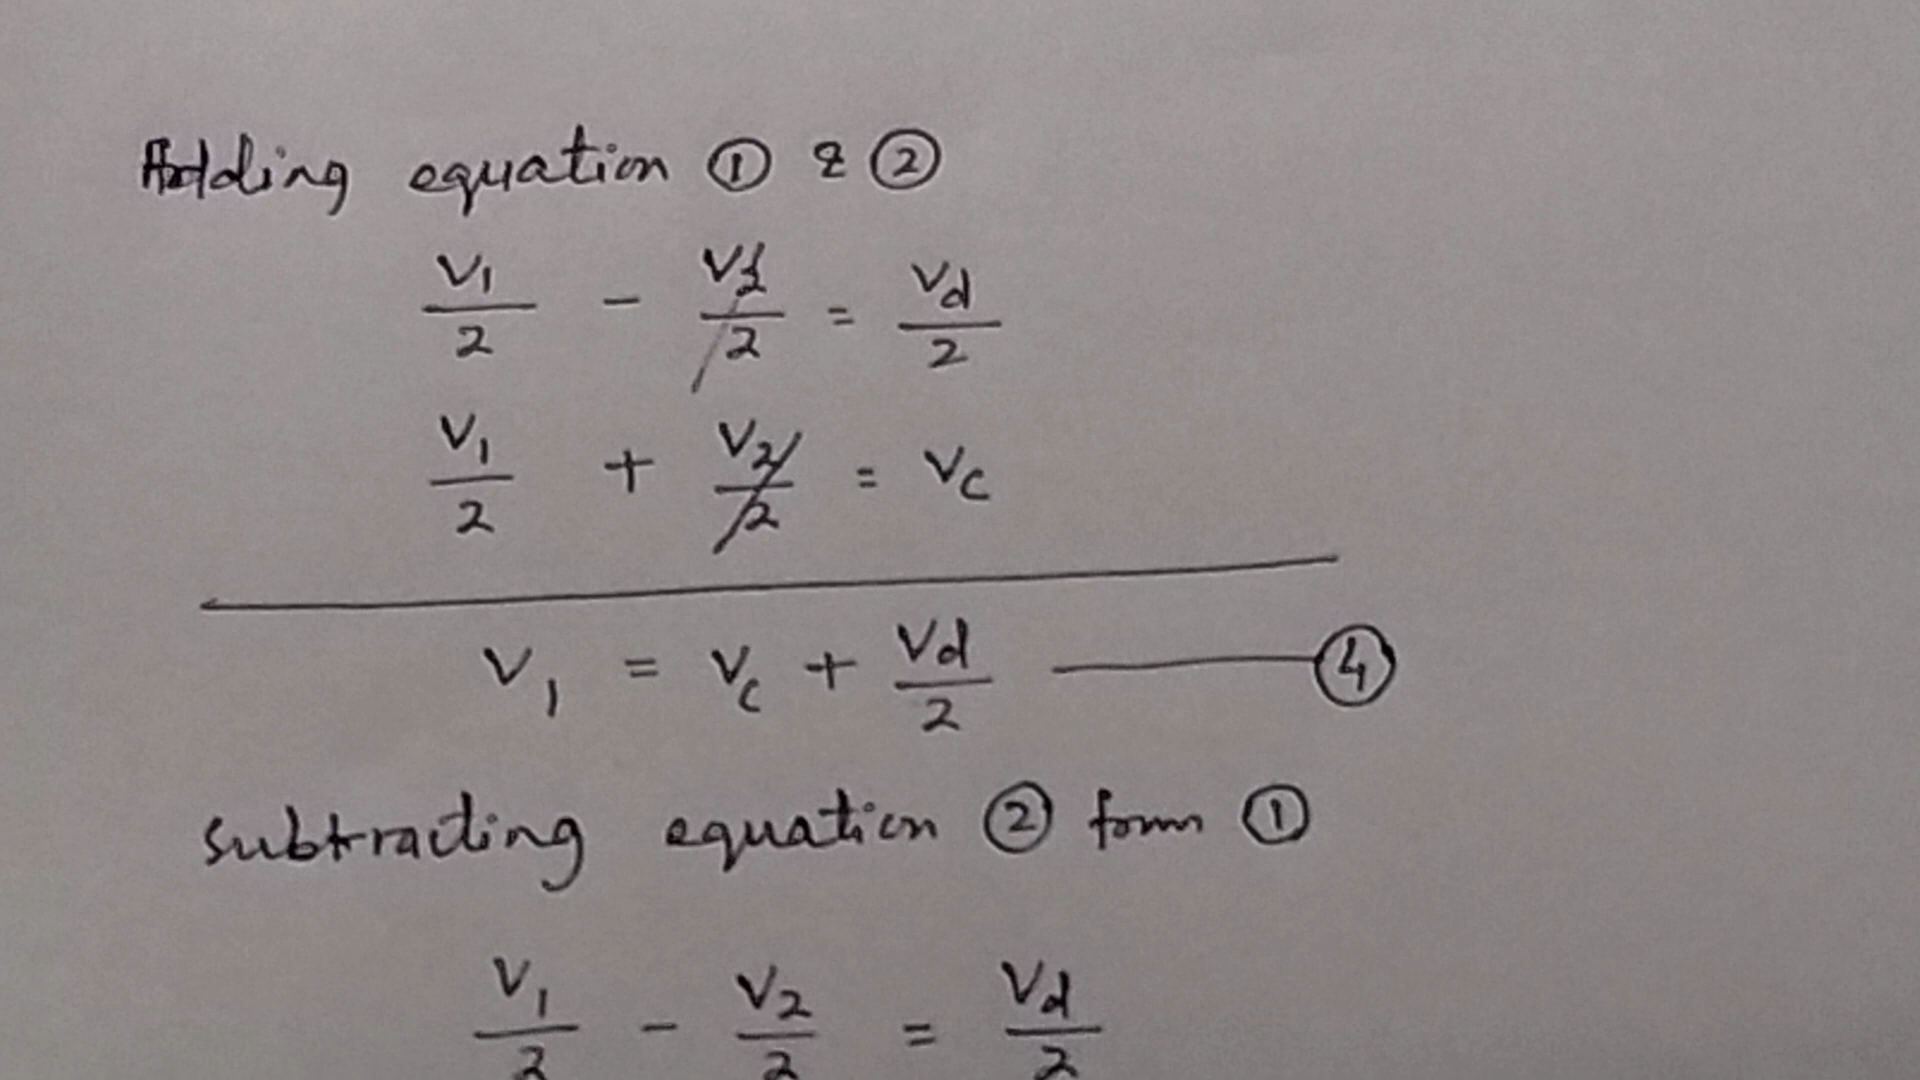 Adding equation ① & ②
V₁/2 - V₂/2 = Vd/2
V₁/2 + V₂/2 = Vc
V₁ = Vc + Vd/2 ——— ④
subtracting equation ② form ①
V₁/2 - V₂/2 = Vd/2